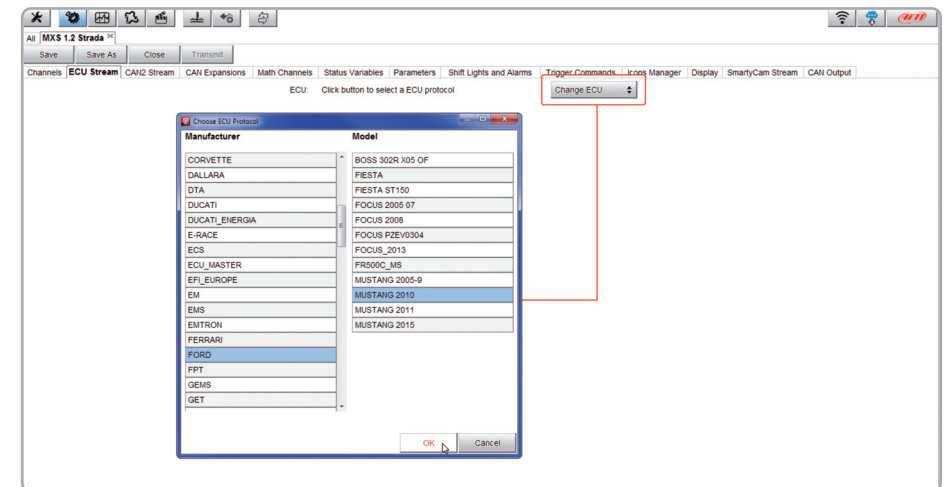 All MXS 1.2 Strada
Save Save As Close Transmit
Channels ECU Stream CAN2 Stream CAN Expansions Math Channels Status Variables Parameters Shift Lights and Alarms Trigger Commands Icons Manager Display SmartyCam Stream CAN Output
ECU: Click button to select a ECU protocol Change ECU
Choose ECU Protocol
Manufacturer Model
CORVETTE BOSS 302R X05 OF
DALLARA FIESTA
DTA FIESTA ST150
DUCATI FOCUS 2005 07
DUCATI_ENERGIA FOCUS 2008
E-RACE FOCUS PZEV0304
ECS FOCUS_2013
ECU_MASTER FR500C_MS
EFI_EUROPE MUSTANG 2005-9
EM MUSTANG 2010
EMS MUSTANG 2011
EMTRON MUSTANG 2015
FERRARI
FORD
FPT
GEMS
GET
OK Cancel